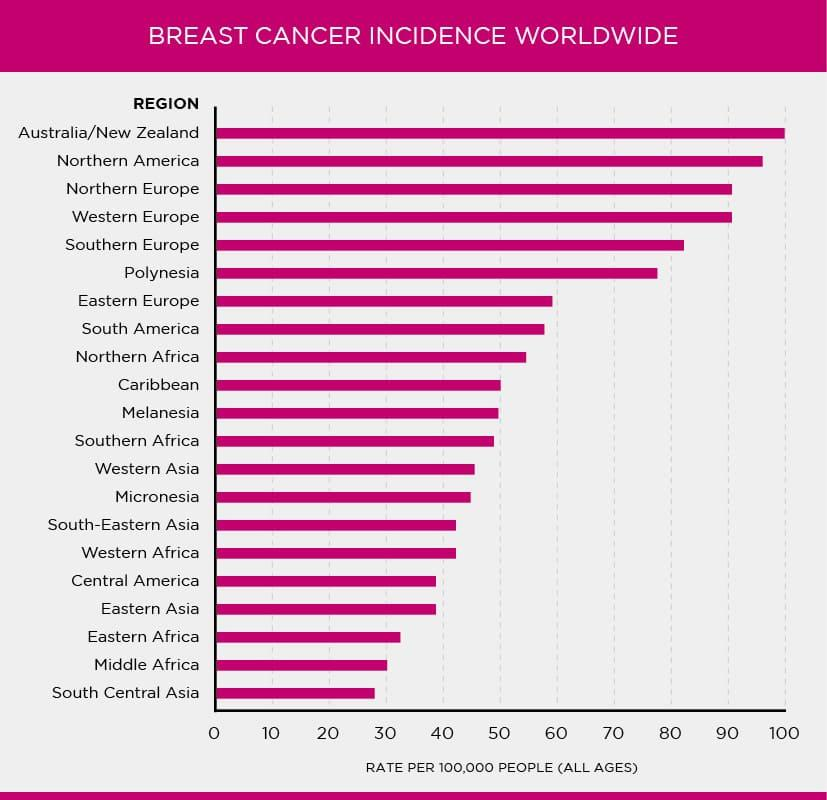 BREAST CANCER INCIDENCE WORLDWIDE
REGION
Australia/New Zealand
Northern America
Northern Europe
Western Europe
Southern Europe
Polynesia
Eastern Europe
South America
Northern Africa
Caribbean
Melanesia
Southern Africa
Western Asia
Micronesia
South-Eastern Asia
Western Africa
Central America
Eastern Asia
Eastern Africa
Middle Africa
South Central Asia
0 10 20 30 40 50 60 70 80 90 100
RATE PER 100,000 PEOPLE (ALL AGES)